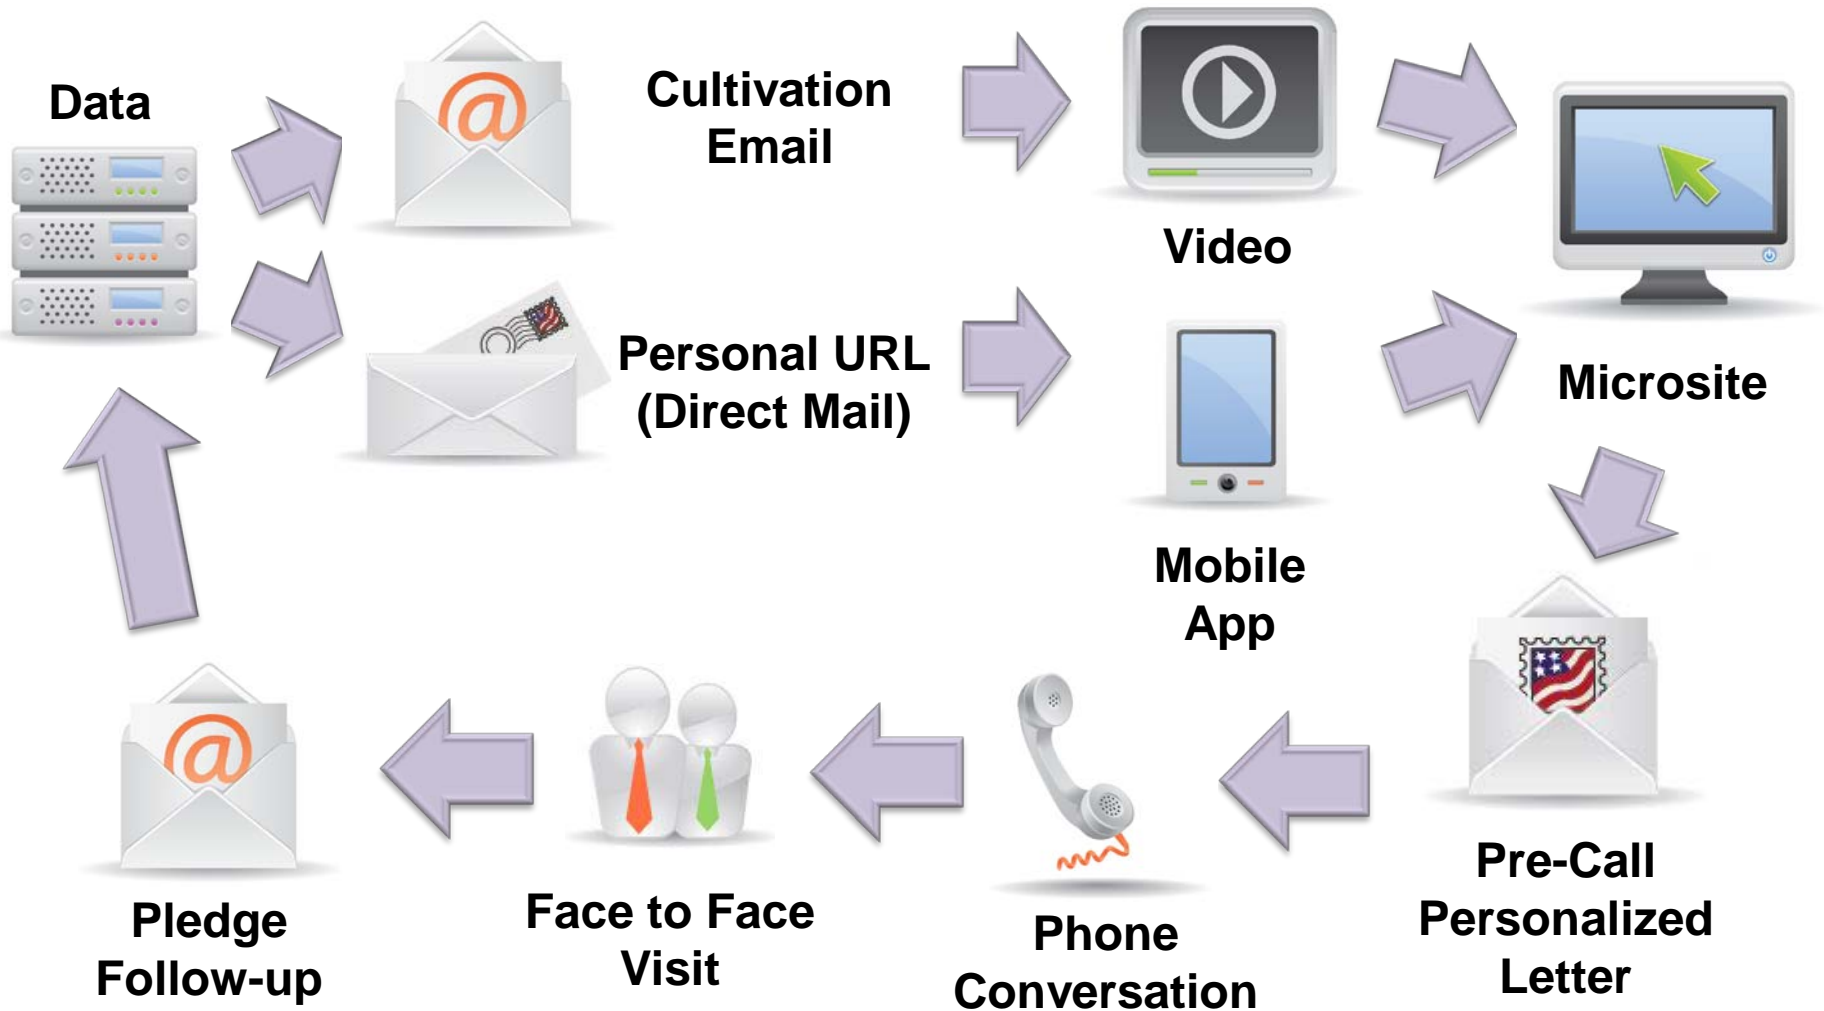 Data
Cultivation
Email
Video
Personal URL
(Direct Mail)
Microsite
Mobile
App
Pre-Call
Personalized
Letter
Phone
Conversation
Face to Face
Visit
Pledge
Follow-up